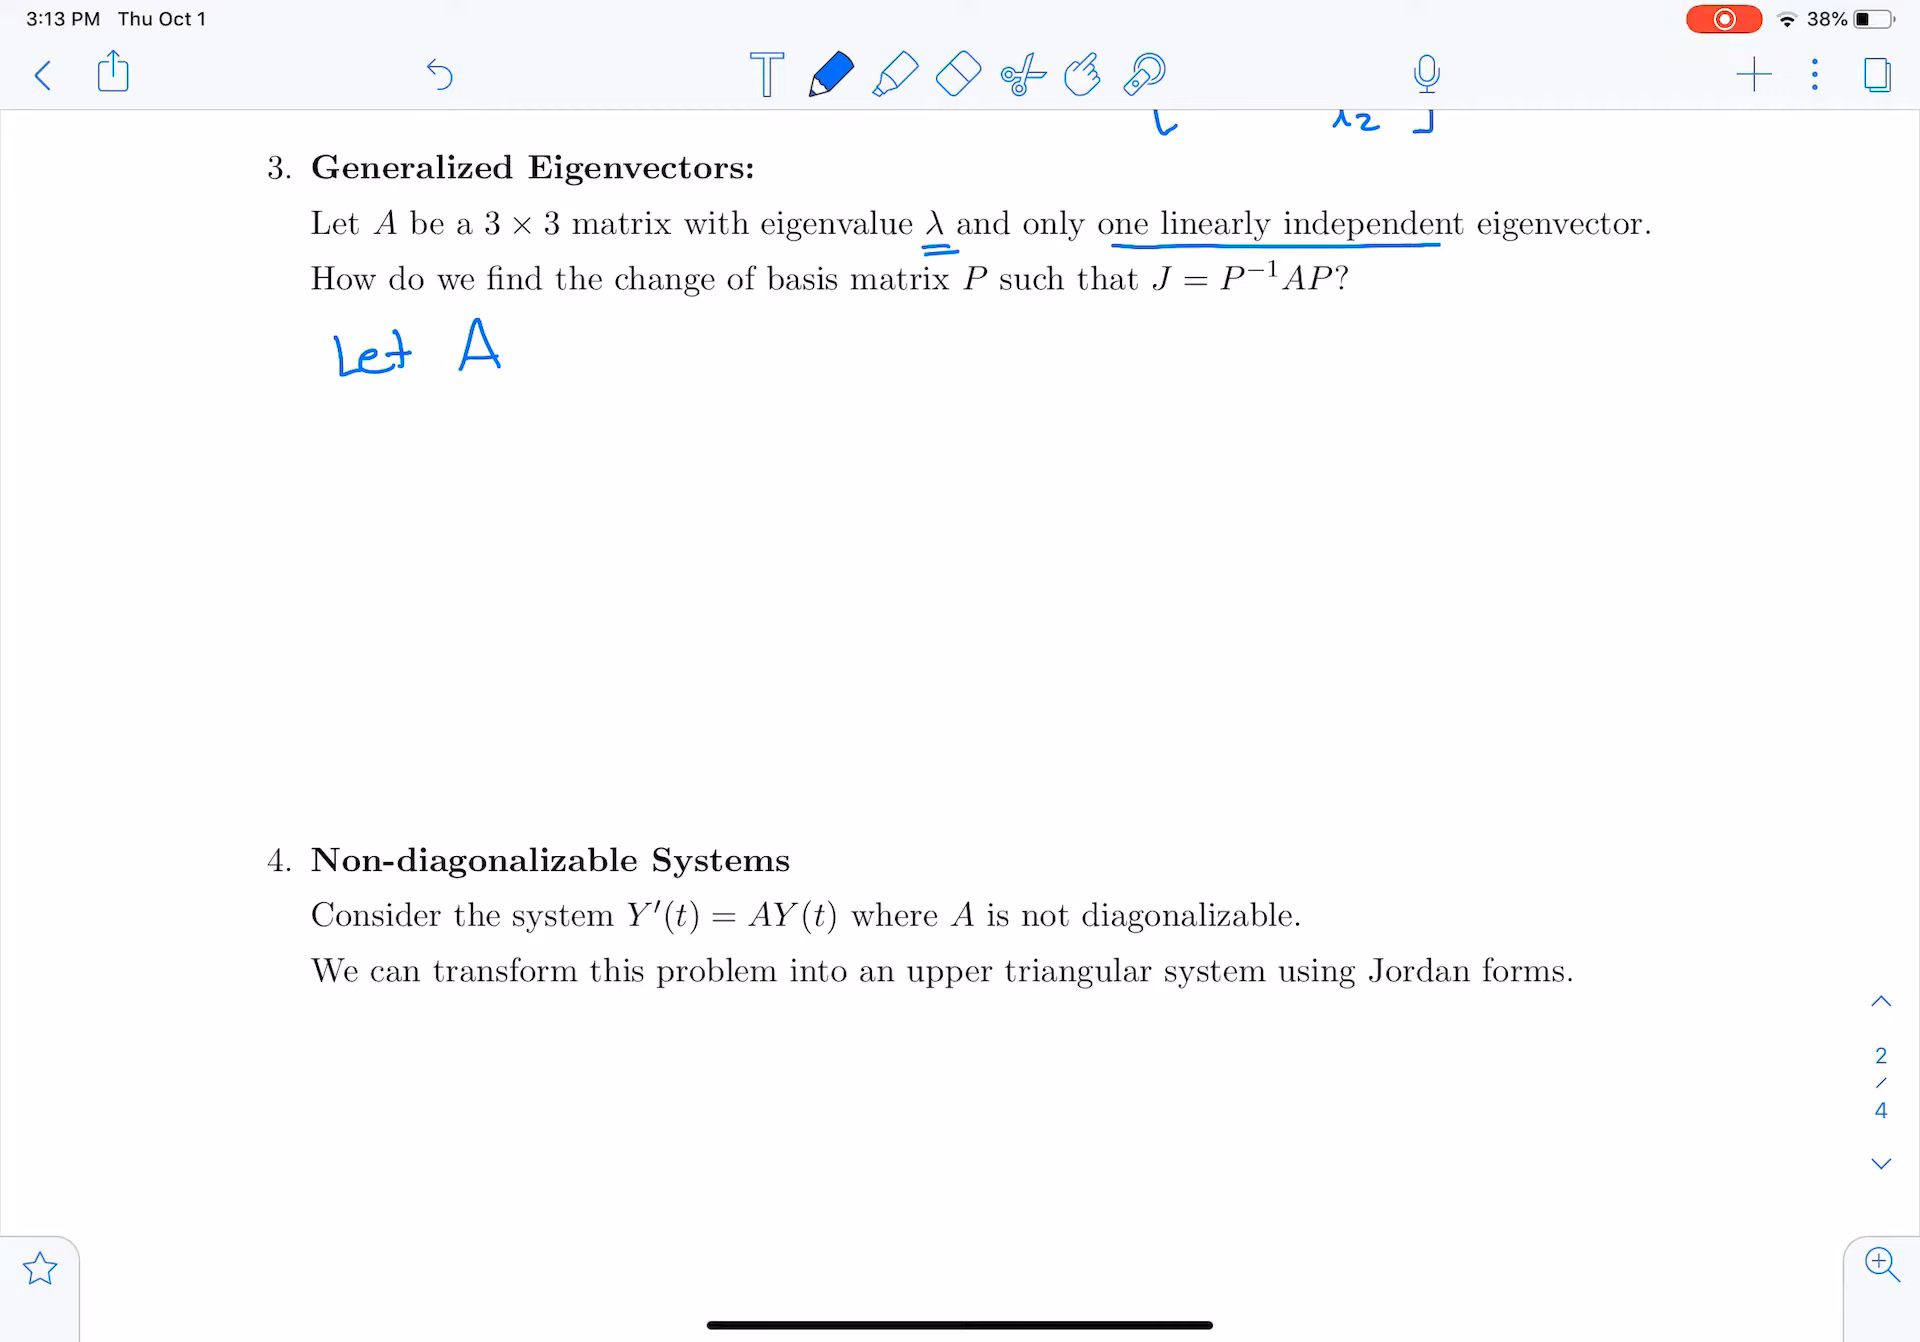 3:13 PM Thu Oct 1
38%
λ2
3. Generalized Eigenvectors:
Let A be a 3 × 3 matrix with eigenvalue λ and only one linearly independent eigenvector.
How do we find the change of basis matrix P such that J = P⁻¹AP?
Let A
4. Non-diagonalizable Systems
Consider the system Y′(t) = AY(t) where A is not diagonalizable.
We can transform this problem into an upper triangular system using Jordan forms.
2
/
4